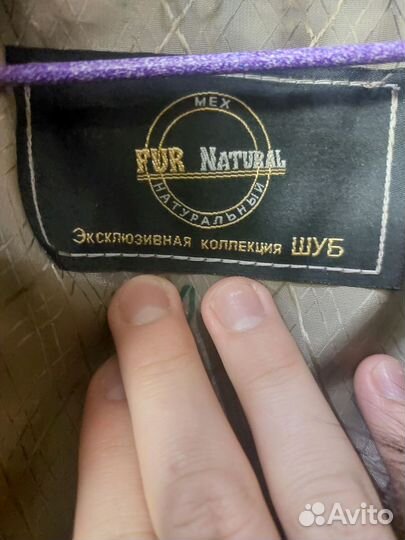 МЕХ
FUR NATURAL
НАТУРАЛЬНЫЙ
ЭКСКЛЮЗИВНАЯ КОЛЛЕКЦИЯ ШУБ
Avito